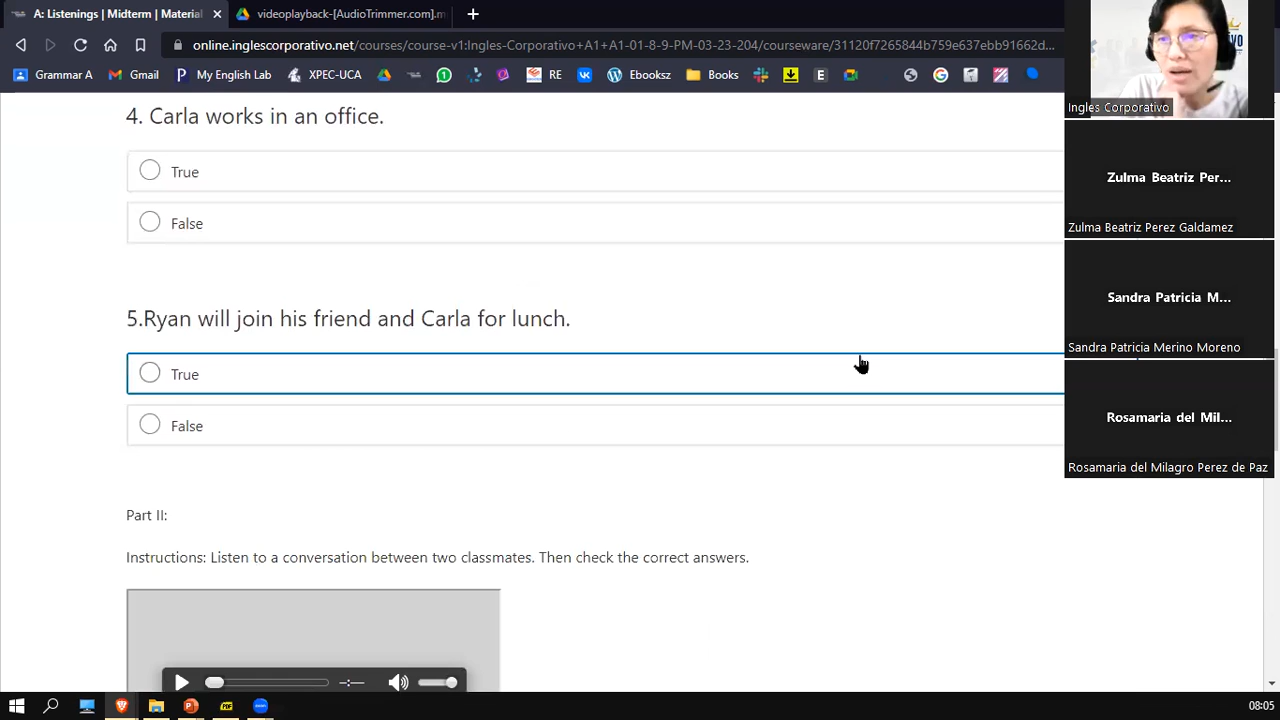 A: Listenings | Midterm | Material
videoplayback-[AudioTrimmer.com].m
online.inglescorporativo.net/courses/course-v1:Ingles-Corporativo+A1+A1-01-8-9-PM-03-23-204/courseware/31120f7265844b759e637ebb91662d...
Grammar A
Gmail
My English Lab
XPEC-UCA
RE
Ebooksz
Books
E
Ingles Corporativo
4. Carla works in an office.
True
False
Zulma Beatriz Per...
Zulma Beatriz Perez Galdamez
5.Ryan will join his friend and Carla for lunch.
True
False
Sandra Patricia M...
Sandra Patricia Merino Moreno
Rosamaria del Mil...
Rosamaria del Milagro Perez de Paz
Part II:
Instructions: Listen to a conversation between two classmates. Then check the correct answers.
-:-
08:05